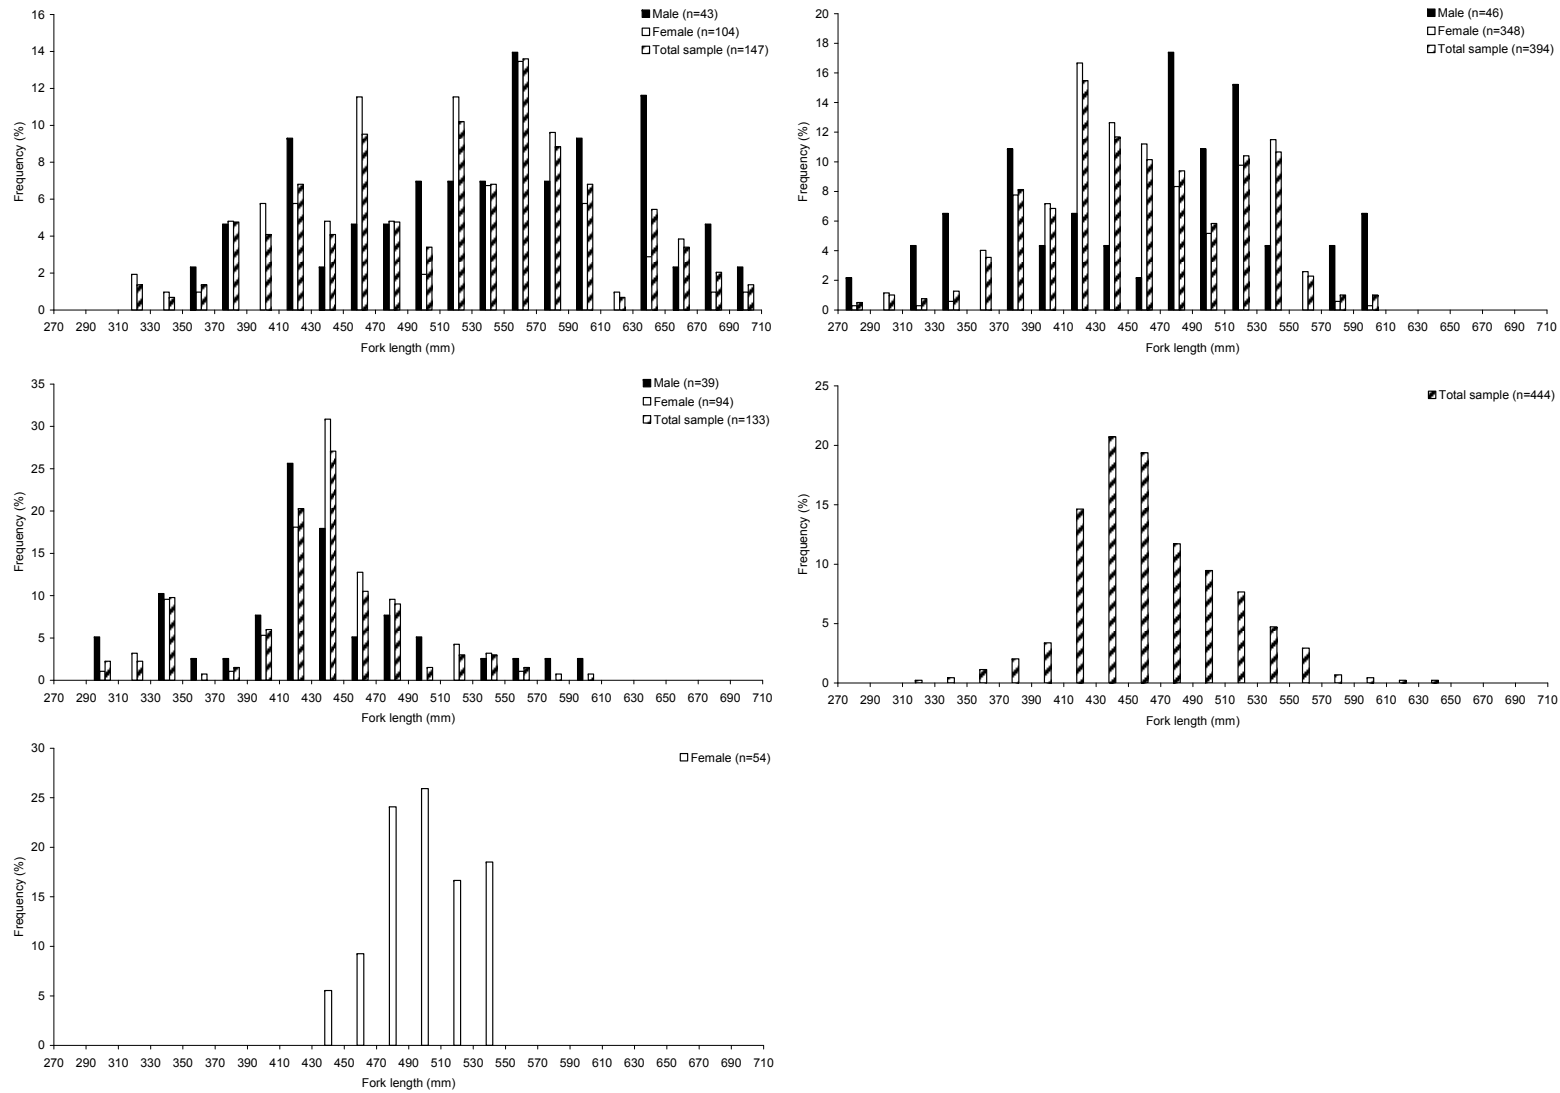 16
14
12
10
8
6
4
2
0
Frequency (%)
Male (n=43)
Female (n=104)
Total sample (n=147)
270 290 310 330 350 370 390 410 430 450 470 490 510 530 550 570 590 610 630 650 670 690 710
Fork length (mm)
20
18
16
14
12
10
8
6
4
2
0
Frequency (%)
Male (n=46)
Female (n=348)
Total sample (n=394)
270 290 310 330 350 370 390 410 430 450 470 490 510 530 550 570 590 610 630 650 670 690 710
Fork length (mm)
35
30
25
20
15
10
5
0
Frequency (%)
Male (n=39)
Female (n=94)
Total sample (n=133)
270 290 310 330 350 370 390 410 430 450 470 490 510 530 550 570 590 610 630 650 670 690 710
Fork length (mm)
25
20
15
10
5
0
Frequency (%)
Total sample (n=444)
270 290 310 330 350 370 390 410 430 450 470 490 510 530 550 570 590 610 630 650 670 690 710
Fork length (mm)
30
25
20
15
10
5
0
Frequency (%)
Female (n=54)
270 290 310 330 350 370 390 410 430 450 470 490 510 530 550 570 590 610 630 650 670 690 710
Fork length (mm)